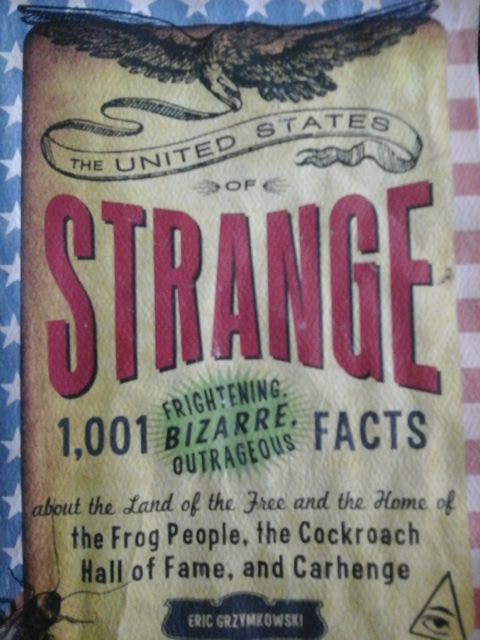 THE UNITED STATES
OF
STRANGE
1,001 FRIGHTENING, BIZARRE, OUTRAGEOUS FACTS
about the Land of the Free and the Home of
the Frog People, the Cockroach
Hall of Fame, and Carhenge
ERIC GRZYMKOWSKI